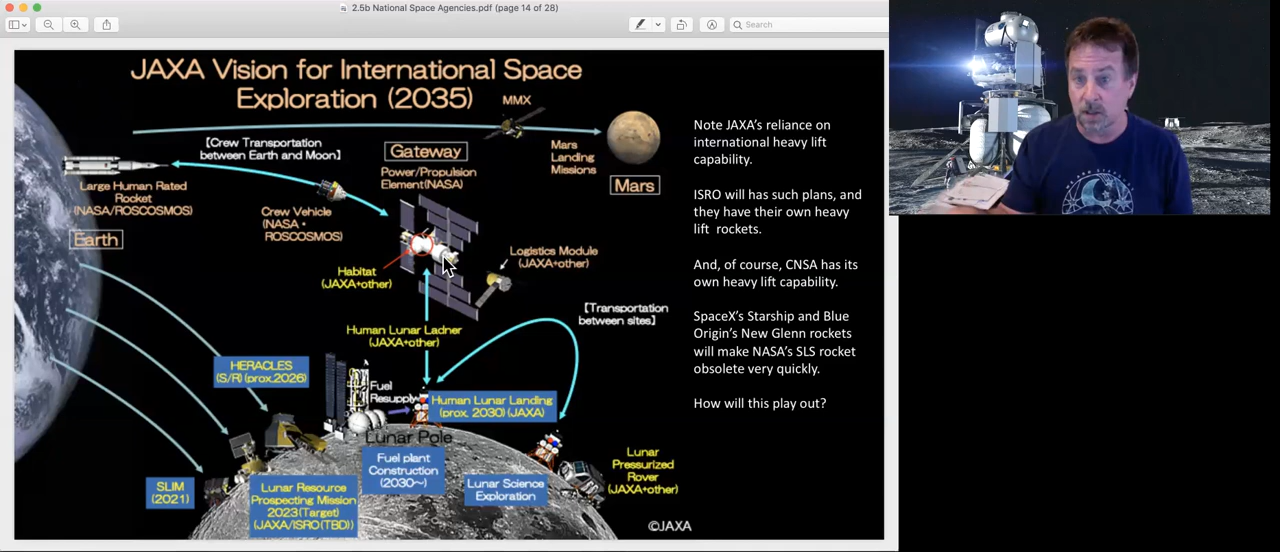 2.5b National Space Agencies.pdf (page 14 of 28)
Search
JAXA Vision for International Space
Exploration (2035)
MMX
【Crew Transportation
between Earth and Moon】
Gateway
Power/Propulsion
Element(NASA)
Mars
Landing
Missions
Mars
Large Human Rated
Rocket
(NASA/ROSCOSMOS)
Earth
Crew Vehicle
(NASA・
ROSCOSMOS)
Habitat
(JAXA+other)
Logistics Module
(JAXA+other)
Human Lunar Ladner
(JAXA+other)
【Transportation
between sites】
HERACLES
(S/R) (prox.2026)
Fuel
Resupply
Human Lunar Landing
(prox. 2030) (JAXA)
Lunar Pole
Fuel plant
Construction
(2030～)
SLIM
(2021)
Lunar Resource
Prospecting Mission
2023(Target)
(JAXA/ISRO(TBD))
Lunar Science
Exploration
Lunar
Pressurized
Rover
(JAXA+other)
©JAXA
Note JAXA's reliance on
international heavy lift
capability.
ISRO will has such plans, and
they have their own heavy
lift rockets.
And, of course, CNSA has its
own heavy lift capability.
SpaceX's Starship and Blue
Origin's New Glenn rockets
will make NASA's SLS rocket
obsolete very quickly.
How will this play out?